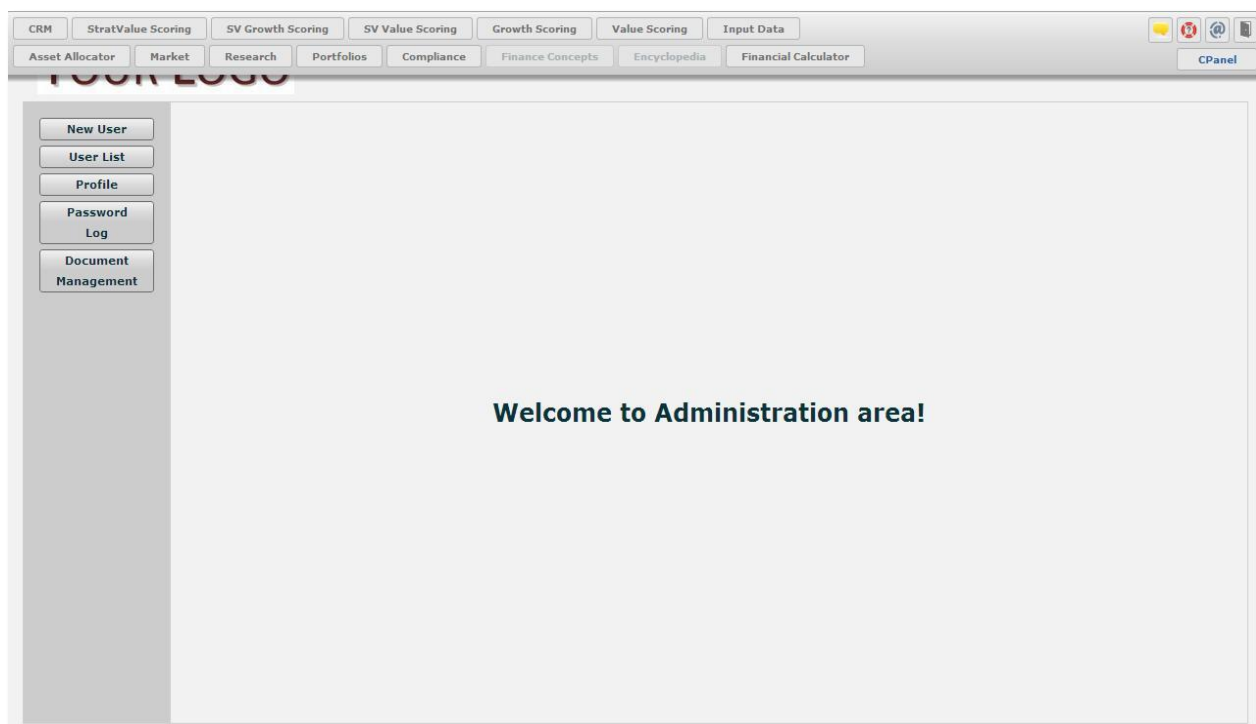 CRM StratValue Scoring SV Growth Scoring SV Value Scoring Growth Scoring Value Scoring Input Data
Asset Allocator Market Research Portfolios Compliance Finance Concepts Encyclopedia Financial Calculator CPanel
YOUR LOGO
New User
User List
Profile
Password
Log
Document
Management
Welcome to Administration area!